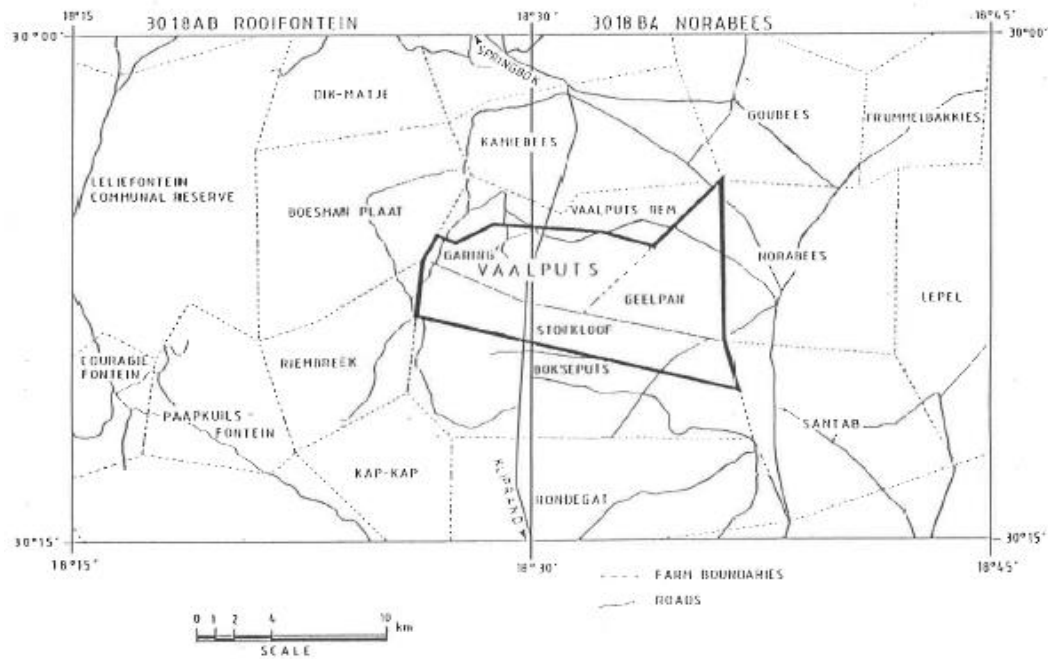 18°15'
3018AB ROOIFONTEIN
18°30'
3018BA NORABEES
18°45'
30°00'
30°00'
SPRINGBOK
DIK-MATJE
GOUBEES
TRUMMELBAKKIES
KAMIEBEES
LELIEFONTEIN
COMMUNAL RESERVE
BOESMAN PLAAT
VAALPUTS REM
GARING
VAALPUTS
NORABEES
GEELPAN
LEPEL
STOFKLOOF
COURAGIE
FONTEIN
RIEMBREEK
BOKSEPUTS
PAAPKUILS-
FONTEIN
SANTAB
KAP-KAP
KLIPRAND
RONDEGAT
30°15'
30°15'
18°15'
18°30'
18°45'
FARM BOUNDARIES
ROADS
0 1 2 4 10
km
SCALE